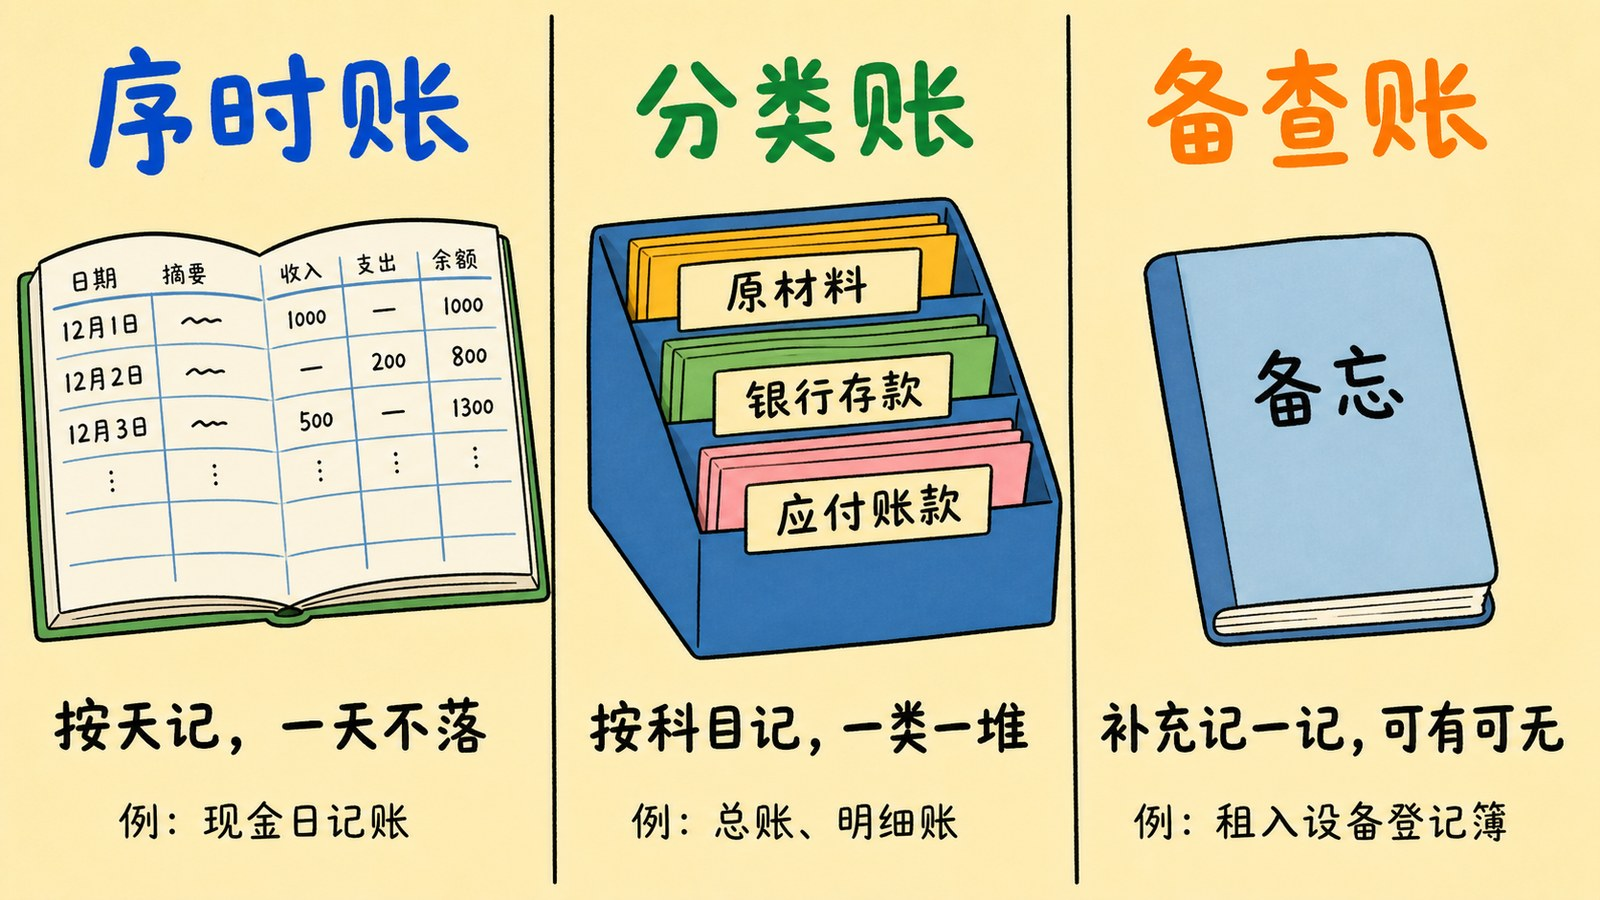 序时账
日期 摘要 收入 支出 余额
12月1日 1000 — 1000
12月2日 — 200 800
12月3日 500 — 1300
⋮ ⋮ ⋮ ⋮ ⋮
按天记，一天不落
例：现金日记账
分类账
原材料
银行存款
应付账款
按科目记，一类一堆
例：总账、明细账
备查账
备忘
补充记一记，可有可无
例：租入设备登记簿